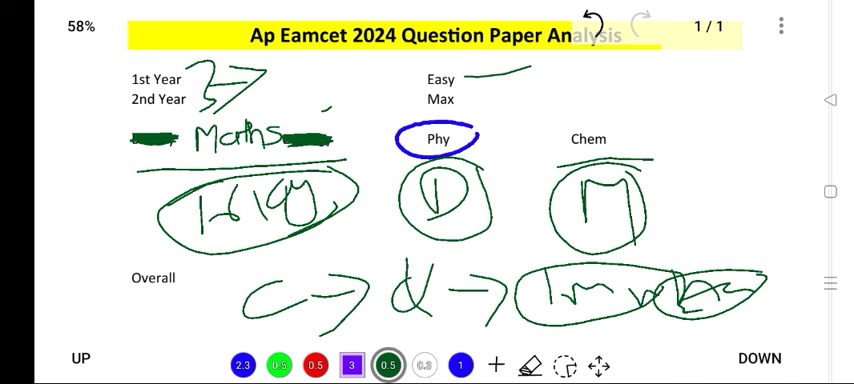 58%
Ap Eamcet 2024 Question Paper Analysis
1 / 1
1st Year
Easy
2nd Year
Max
Maths
Phy
Chem
D
M
Overall
UP
2.3 0.5 0.5 3 0.5 0.3 1
DOWN